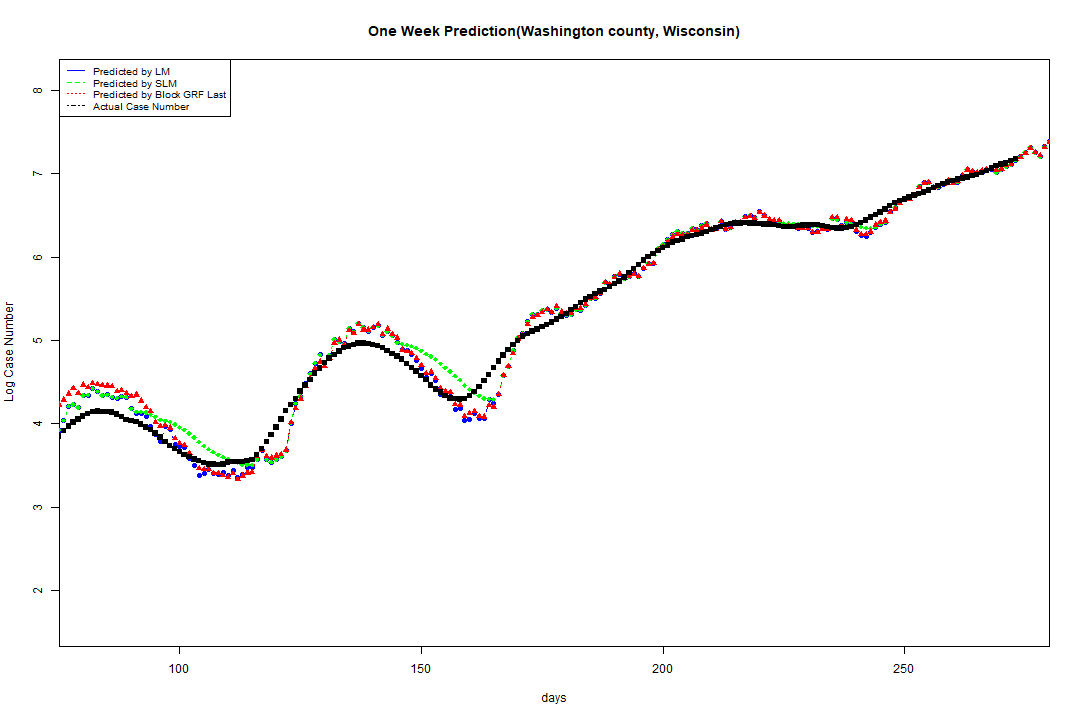 One Week Prediction(Washington county, Wisconsin)
Predicted by LM
Predicted by SLM
Predicted by Block GRF Last
Actual Case Number
8
7
6
5
4
3
2
Log Case Number
100 150 200 250
days